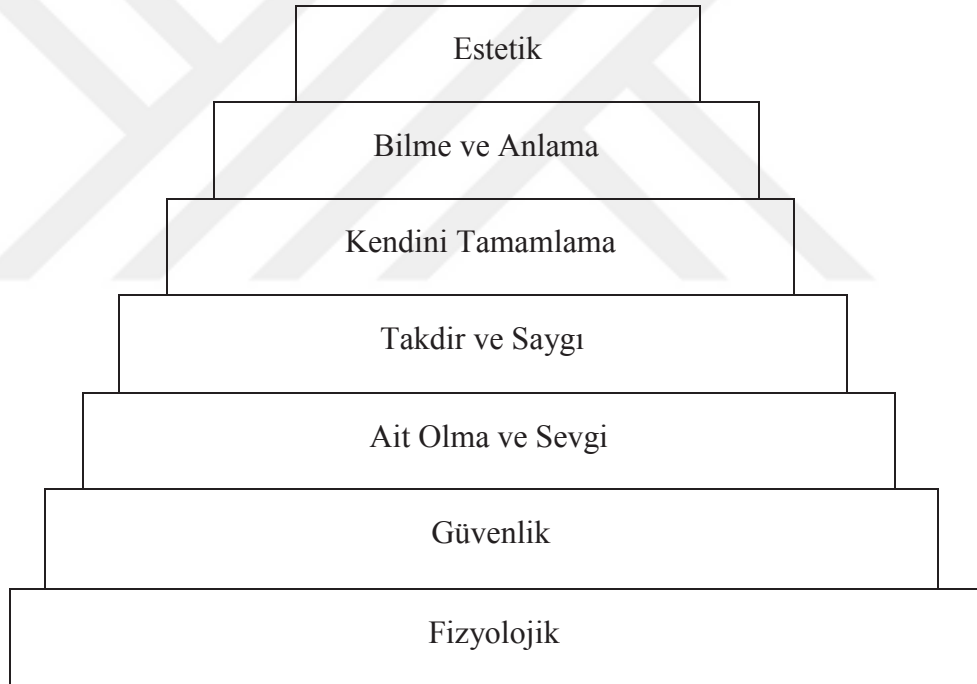 Estetik
Bilme ve Anlama
Kendini Tamamlama
Takdir ve Saygı
Ait Olma ve Sevgi
Güvenlik
Fizyolojik